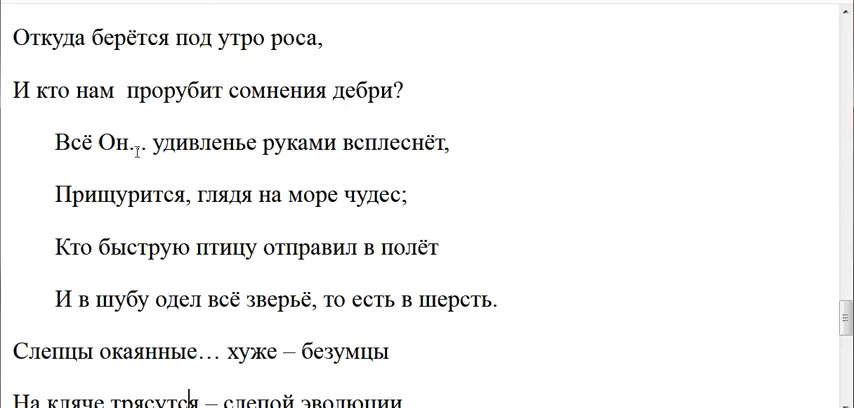 Откуда берётся под утро роса,
И кто нам  прорубит сомнения дебри?
Всё Он... удивленье руками всплеснёт,
Прищурится, глядя на море чудес;
Кто быструю птицу отправил в полёт
И в шубу одел всё зверьё, то есть в шерсть.
Слепцы окаянные… хуже – безумцы
На кляче трясутся – слепой эволюции